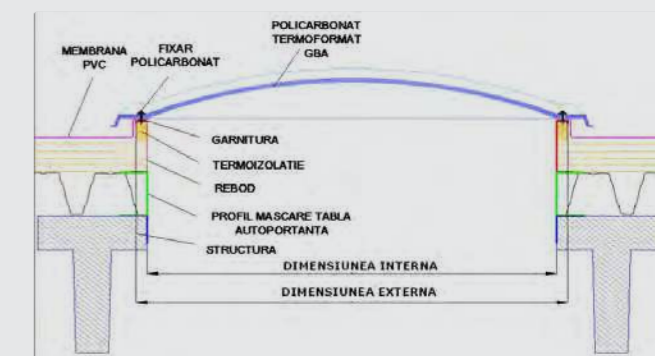 POLICARBONAT
TERMOFORMAT
GBA
MEMBRANA
PVC
FIXAR
POLICARBONAT
GARNITURA
TERMOIZOLATIE
REBOD
PROFIL MASCARE TABLA
AUTOPORTANTA
STRUCTURA
DIMENSIUNEA INTERNA
DIMENSIUNEA EXTERNA